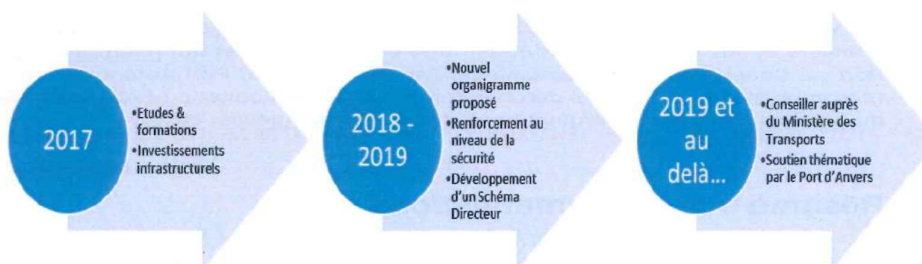 2017
•Etudes &
formations
•Investissements
infrastructurels
2018 -
2019
•Nouvel
organigramme
proposé
•Renforcement au
niveau de la
sécurité
•Développement
d'un Schéma
Directeur
2019 et
au
delà...
•Conseiller auprès
du Ministère des
Transports
•Soutien thématique
par le Port d'Anvers